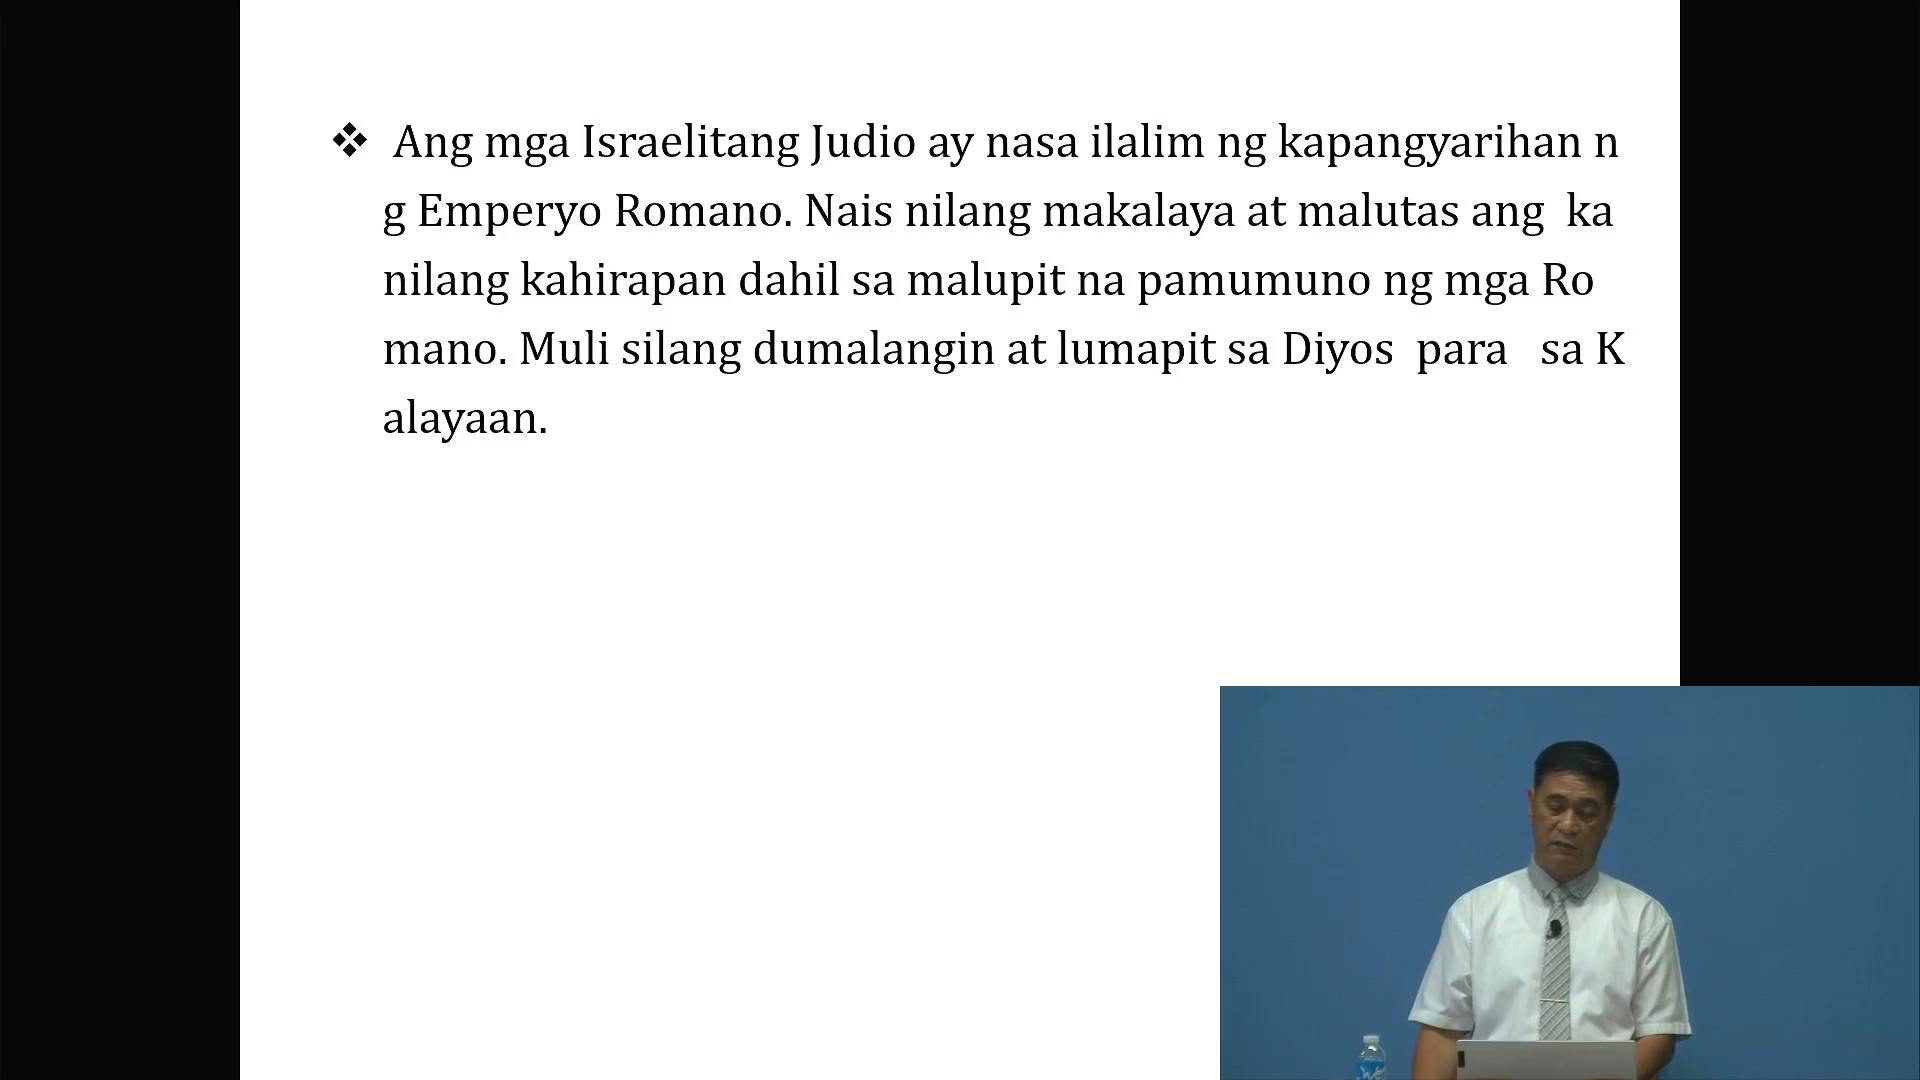 ❖ Ang mga Israelitang Judio ay nasa ilalim ng kapangyarihan n
g Emperyo Romano. Nais nilang makalaya at malutas ang  ka
nilang kahirapan dahil sa malupit na pamumuno ng mga Ro
mano. Muli silang dumalangin at lumapit sa Diyos  para   sa K
alayaan.